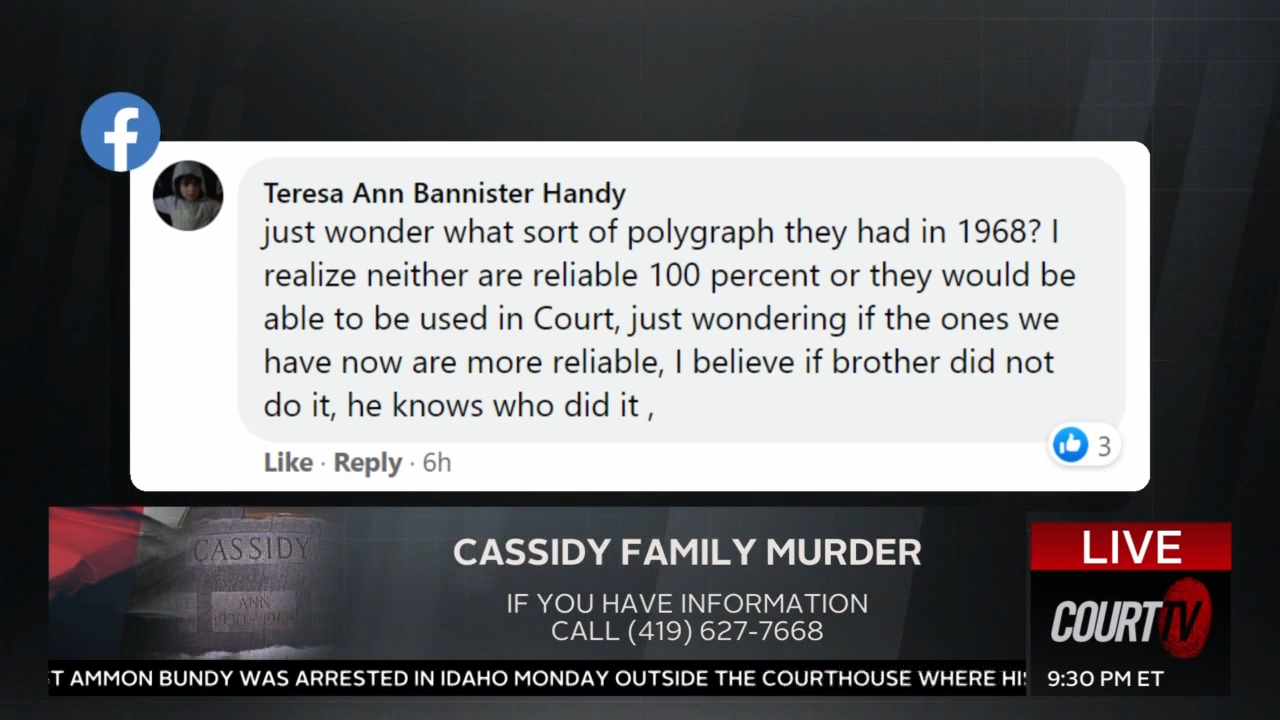 Teresa Ann Bannister Handy
just wonder what sort of polygraph they had in 1968? I
realize neither are reliable 100 percent or they would be
able to be used in Court, just wondering if the ones we
have now are more reliable, I believe if brother did not
do it, he knows who did it ,
Like · Reply · 6h
3
CASSIDY
ANN
CASSIDY FAMILY MURDER
IF YOU HAVE INFORMATION
CALL (419) 627-7668
LIVE
COURT TV
T AMMON BUNDY WAS ARRESTED IN IDAHO MONDAY OUTSIDE THE COURTHOUSE WHERE HIS
9:30 PM ET